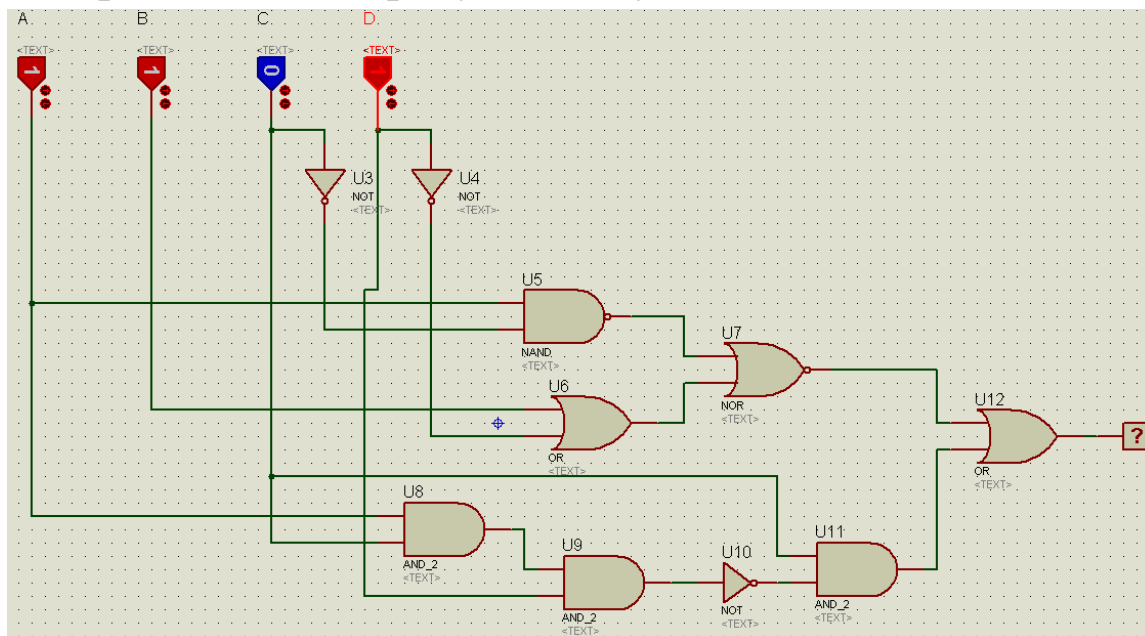 A B C D
<TEXT> <TEXT> <TEXT> <TEXT>
1 1 0 1
U3 U4
NOT NOT
<TEXT> <TEXT>
U5
NAND
<TEXT>
U7
NOR
<TEXT>
U6
OR
<TEXT>
U12
OR
<TEXT>
?
U8
AND_2
<TEXT>
U9
AND_2
<TEXT>
U10
NOT
<TEXT>
U11
AND_2
<TEXT>